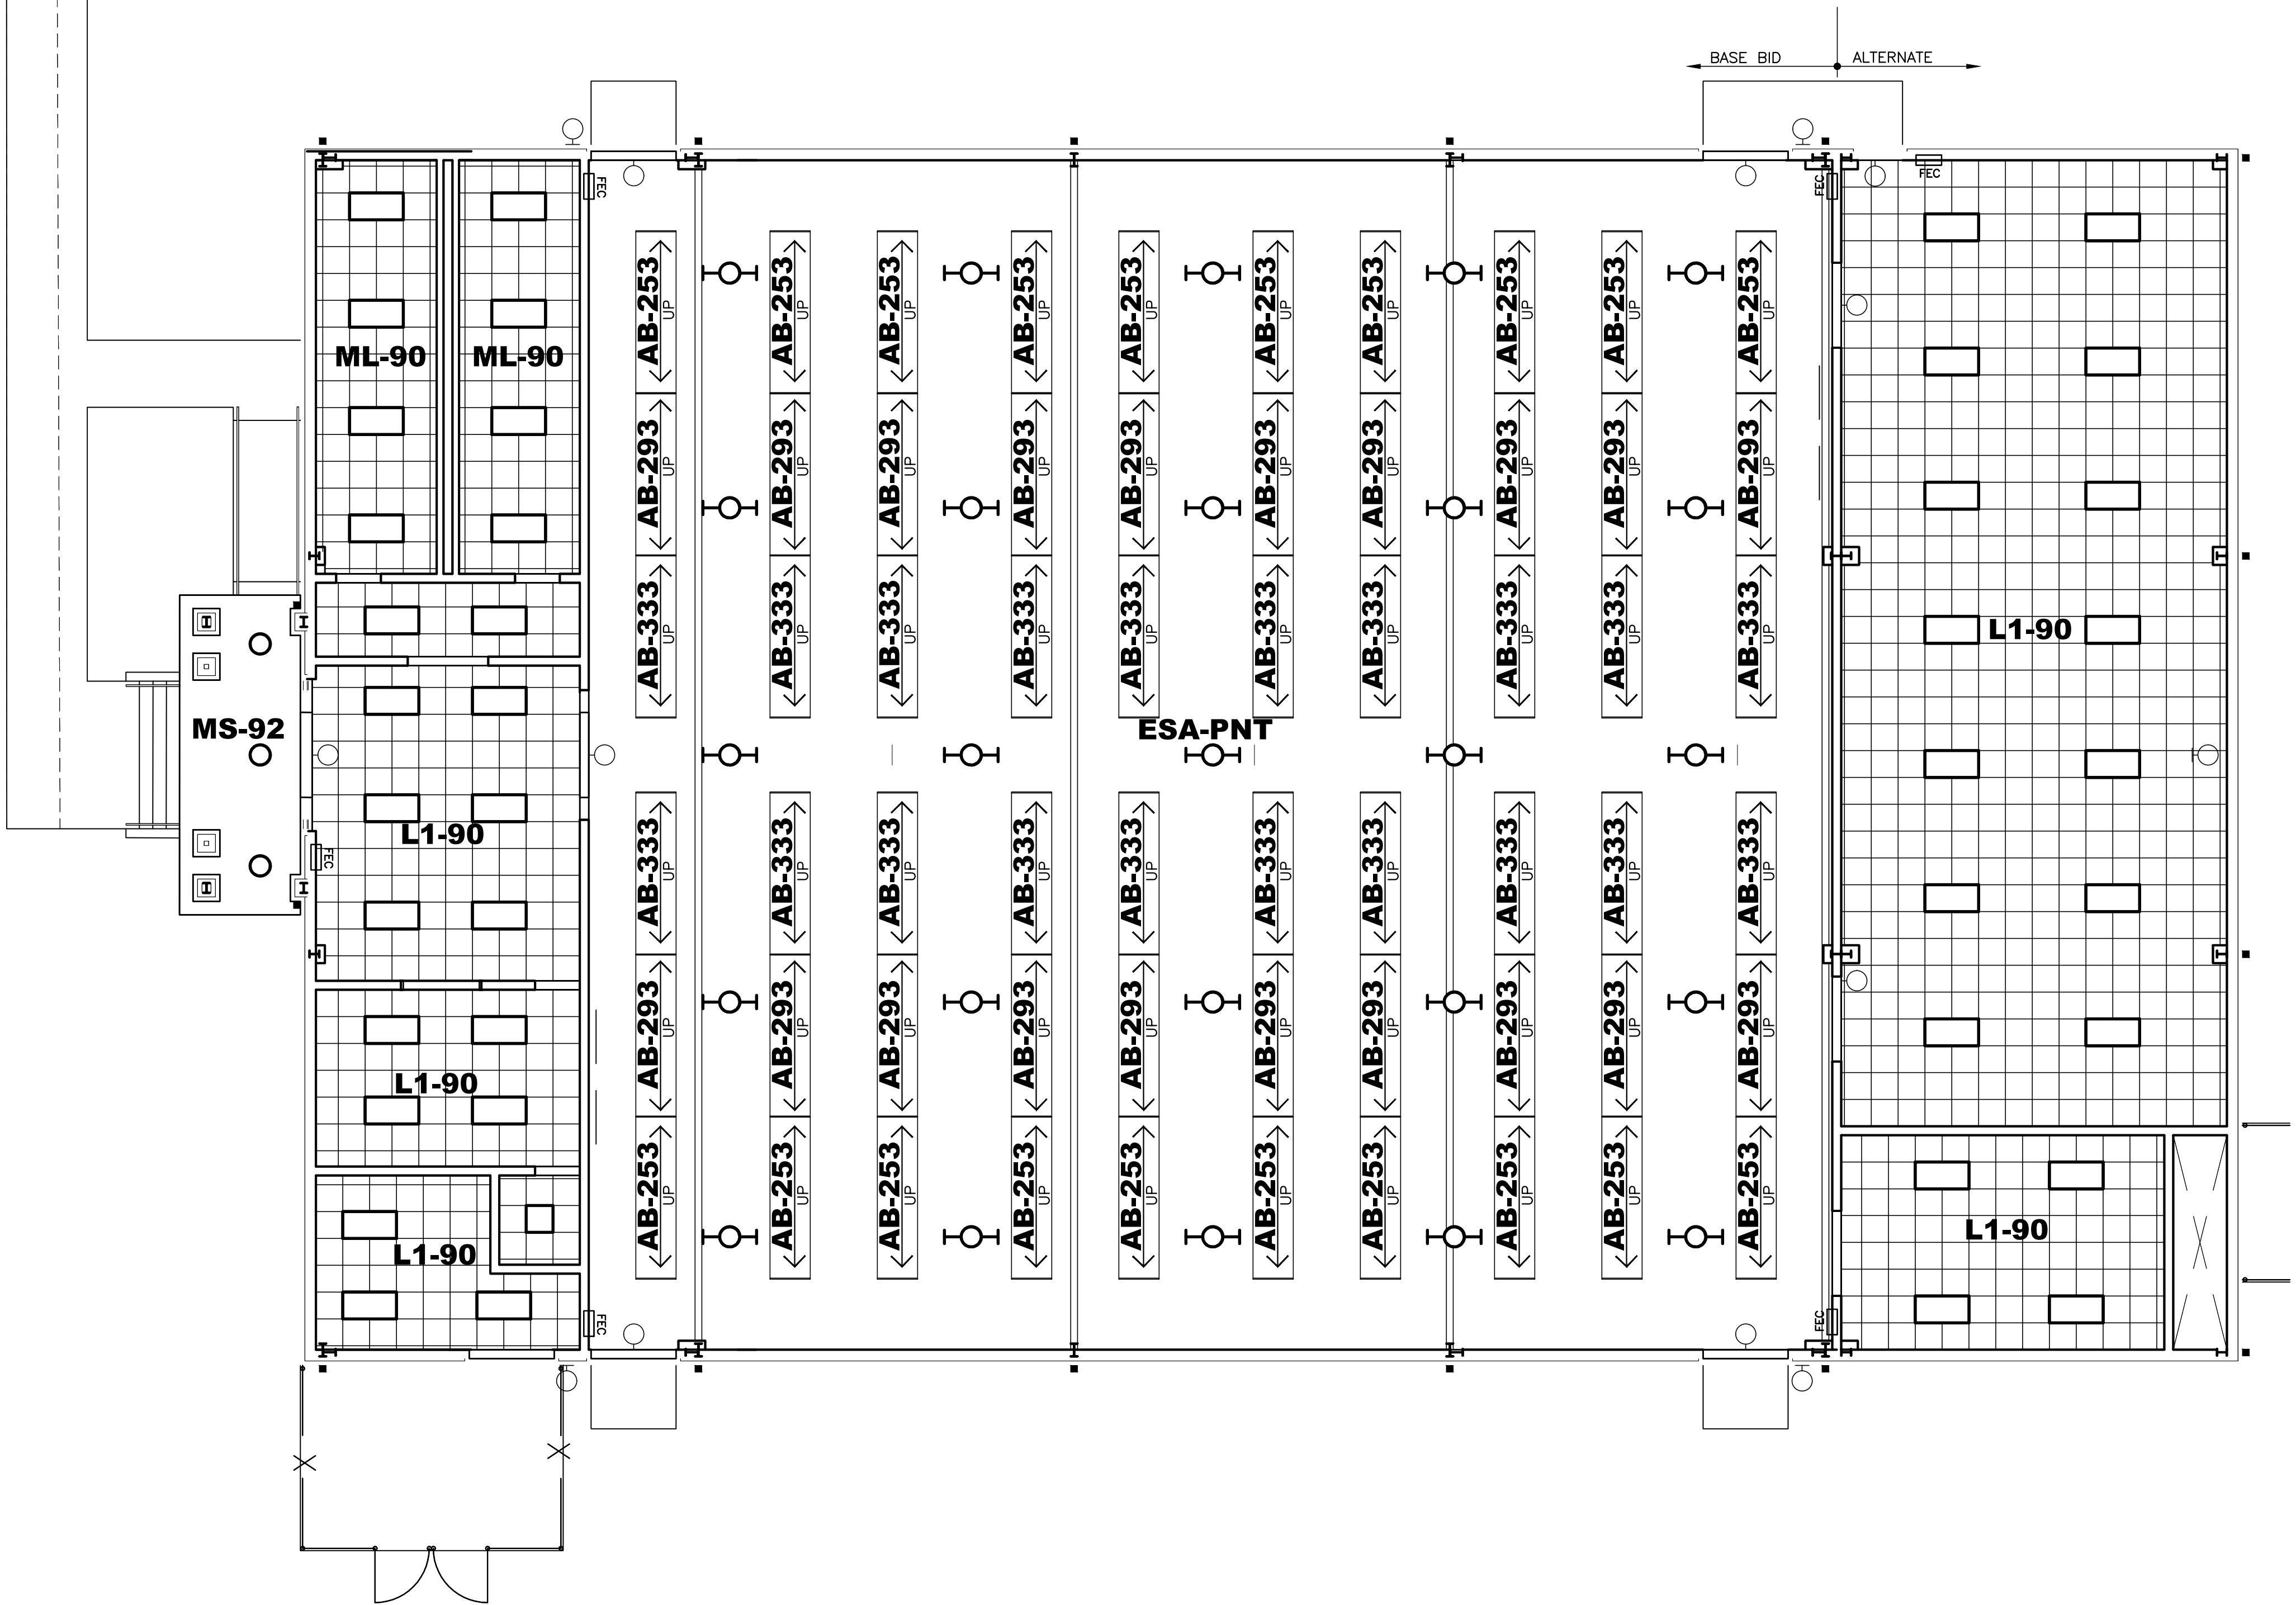 BASE BID ALTERNATE
FEC FEC FEC
AB-253 UP AB-253 UP AB-253 UP AB-253 UP AB-253 UP AB-253 UP AB-253 UP AB-253 UP AB-253 UP AB-253 UP
ML-90 ML-90
AB-293 UP AB-293 UP AB-293 UP AB-293 UP AB-293 UP AB-293 UP AB-293 UP AB-293 UP AB-293 UP AB-293 UP
AB-333 UP AB-333 UP AB-333 UP AB-333 UP AB-333 UP AB-333 UP AB-333 UP AB-333 UP AB-333 UP AB-333 UP
L1-90
MS-92 ESA-PNT
L1-90
FEC
AB-333 UP AB-333 UP AB-333 UP AB-333 UP AB-333 UP AB-333 UP AB-333 UP AB-333 UP AB-333 UP AB-333 UP
AB-293 UP AB-293 UP AB-293 UP AB-293 UP AB-293 UP AB-293 UP AB-293 UP AB-293 UP AB-293 UP AB-293 UP
L1-90
AB-253 UP AB-253 UP AB-253 UP AB-253 UP AB-253 UP AB-253 UP AB-253 UP AB-253 UP AB-253 UP AB-253 UP
L1-90 L1-90
FEC FEC